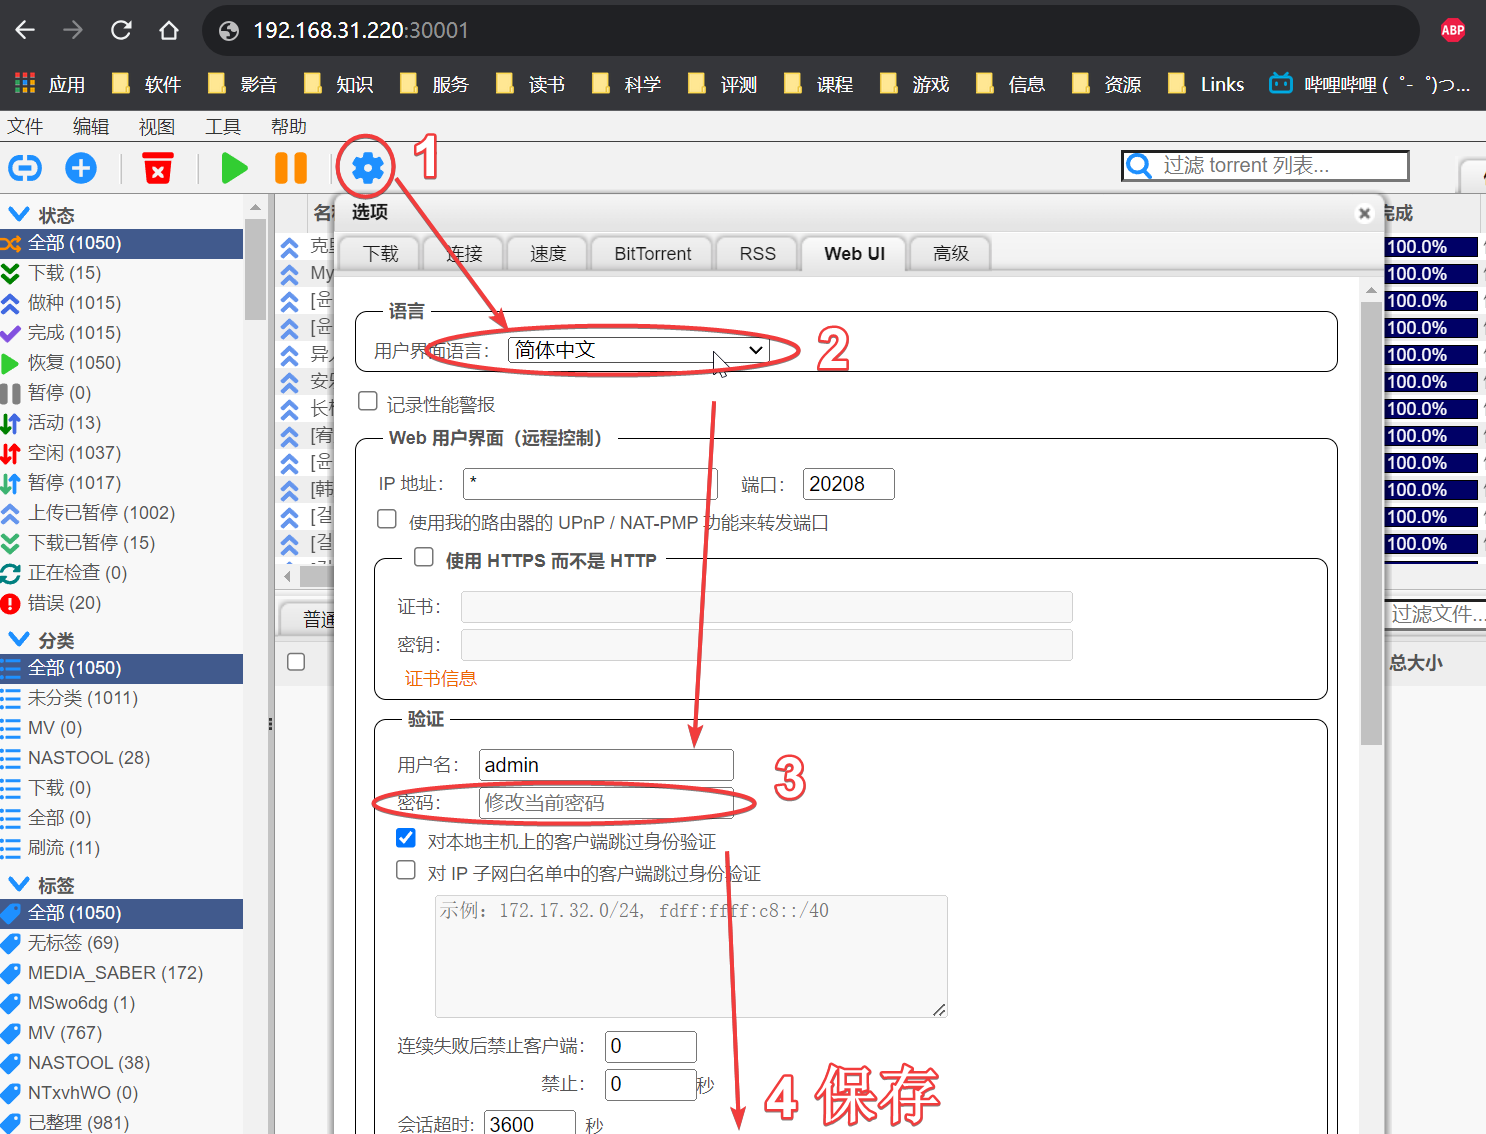 192.168.31.220:30001
ABP
应用 软件 影音 知识 服务 读书 科学 评测 课程 游戏 信息 资源 Links 哔哩哔哩 ( ゜- ゜)つ...
文件 编辑 视图 工具 帮助
1
过滤 torrent 列表...
状态
全部 (1050)
下载 (15)
做种 (1015)
完成 (1015)
恢复 (1050)
暂停 (0)
活动 (13)
空闲 (1037)
暂停 (1017)
上传已暂停 (1002)
下载已暂停 (15)
正在检查 (0)
错误 (20)
分类
全部 (1050)
未分类 (1011)
MV (0)
NASTOOL (28)
下载 (0)
全部 (0)
刷流 (11)
标签
全部 (1050)
无标签 (69)
MEDIA_SABER (172)
MSwo6dg (1)
MV (767)
NASTOOL (38)
NTxvhWO (0)
已整理 (981)
My
[윤
[윤
异人
安乐
[윤
[韩
[걸
[걸
普通
选项
下载 连接 速度 BitTorrent RSS Web UI 高级
语言
用户界面语言： 简体中文
2
记录性能警报
Web 用户界面（远程控制）
IP 地址： * 端口： 20208
使用我的路由器的 UPnP / NAT-PMP 功能来转发端口
使用 HTTPS 而不是 HTTP
证书：
密钥：
证书信息
验证
用户名： admin
3
密码： 修改当前密码
对本地主机上的客户端跳过身份验证
对 IP 子网白名单中的客户端跳过身份验证
示例：172.17.32.0/24, fdff:ffff:c8::/40
连续失败后禁止客户端： 0
禁止： 0 秒
4 保存
会话超时: 3600 秒
完成
100.0%
100.0%
100.0%
100.0%
100.0%
100.0%
100.0%
100.0%
100.0%
100.0%
100.0%
100.0%
过滤文件...
总大小